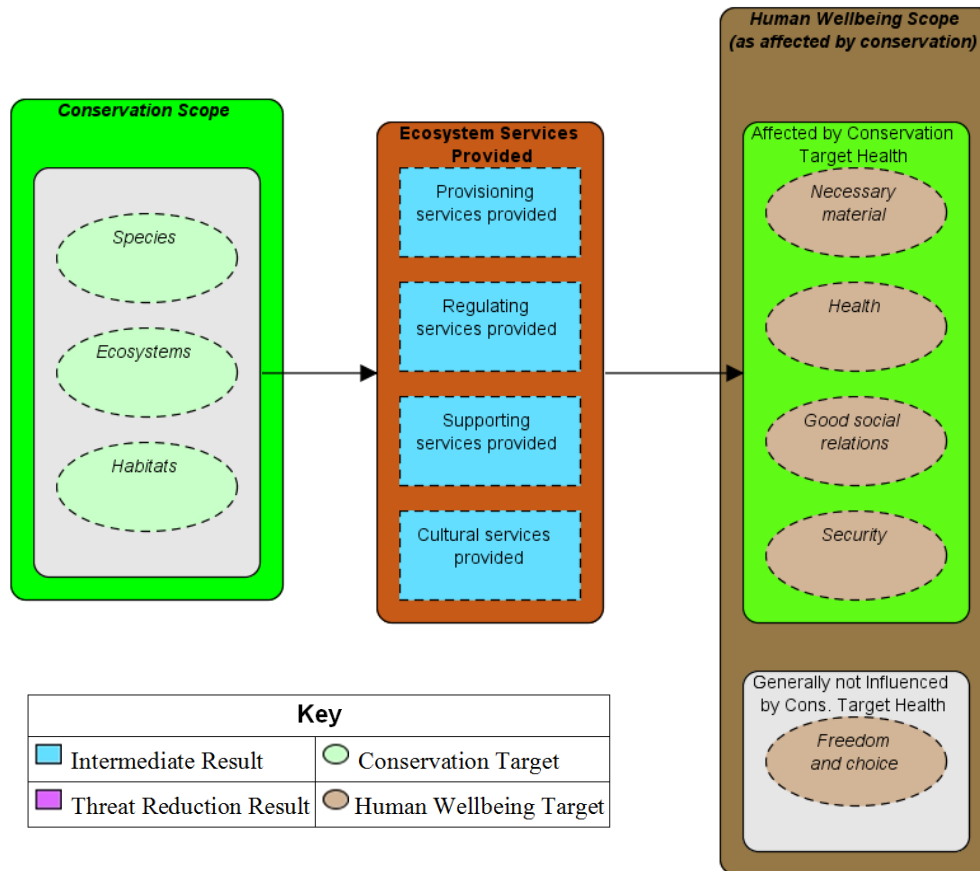 Human Wellbeing Scope
(as affected by conservation)
Conservation Scope
Species
Ecosystems
Habitats
Ecosystem Services
Provided
Provisioning
services provided
Regulating
services provided
Supporting
services provided
Cultural services
provided
Affected by Conservation
Target Health
Necessary
material
Health
Good social
relations
Security
Generally not Influenced
by Cons. Target Health
Freedom
and choice
Key
Intermediate Result
Conservation Target
Threat Reduction Result
Human Wellbeing Target